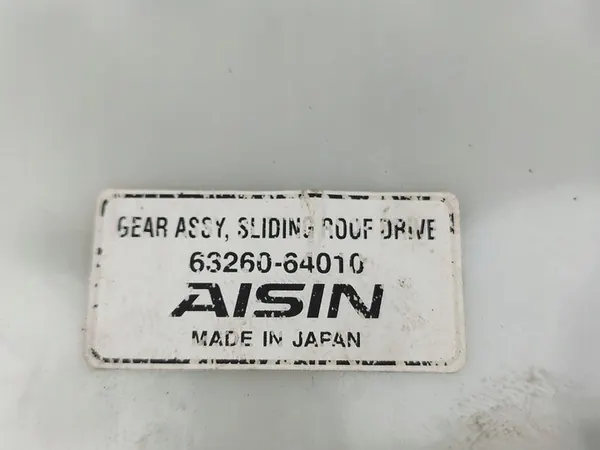 GEAR ASSY, SLIDING ROOF DRIVE
63260-64010
AISIN
MADE IN JAPAN